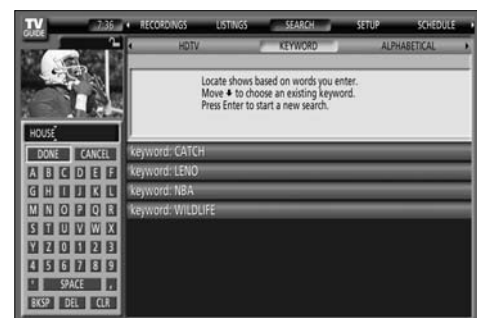 TV GUIDE 7:36 RECORDINGS LISTINGS SEARCH SETUP SCHEDULE
HDTV KEYWORD ALPHABETICAL
Locate shows based on words you enter.
Move ⬇ to choose an existing keyword.
Press Enter to start a new search.
HOUSE
DONE CANCEL
A B C D E F
G H I J K L
M N O P Q R
S T U V W X
Y Z 0 1 2 3
4 5 6 7 8 9
' SPACE ,
BKSP DEL CLR
keyword: CATCH
keyword: LENO
keyword: NBA
keyword: WILDLIFE